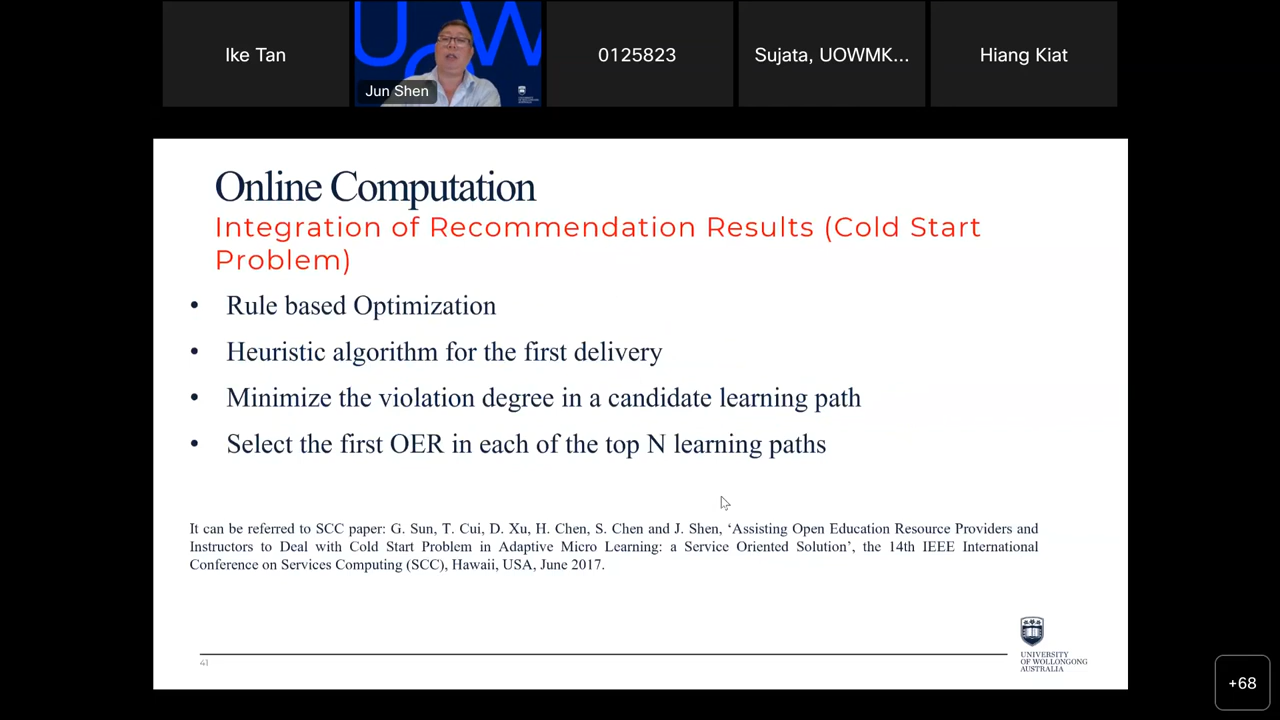 Ike Tan
UOW
Jun Shen
0125823
Sujata, UOWMK...
Hiang Kiat
Online Computation
Integration of Recommendation Results (Cold Start
Problem)
• Rule based Optimization
• Heuristic algorithm for the first delivery
• Minimize the violation degree in a candidate learning path
• Select the first OER in each of the top N learning paths
It can be referred to SCC paper: G. Sun, T. Cui, D. Xu, H. Chen, S. Chen and J. Shen, ‘Assisting Open Education Resource Providers and
Instructors to Deal with Cold Start Problem in Adaptive Micro Learning: a Service Oriented Solution’, the 14th IEEE International
Conference on Services Computing (SCC), Hawaii, USA, June 2017.
41
UNIVERSITY
OF WOLLONGONG
AUSTRALIA
+68